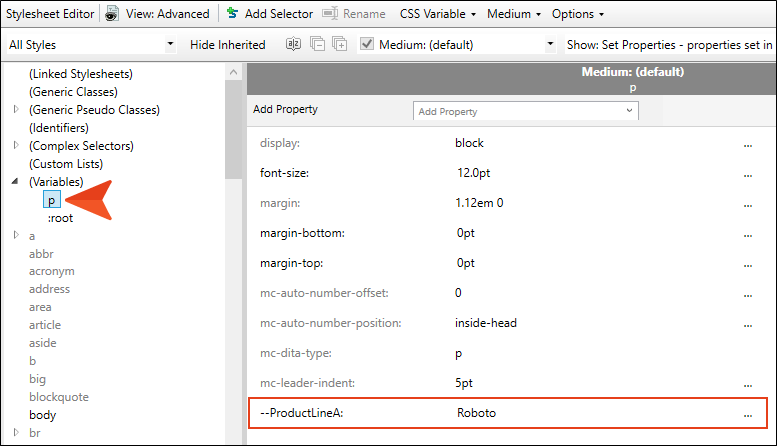 Stylesheet Editor View: Advanced Add Selector Rename CSS Variable Medium Options
All Styles Hide Inherited Medium: (default) Show: Set Properties - properties set in
(Linked Stylesheets)
(Generic Classes)
(Generic Pseudo Classes)
(Identifiers)
(Complex Selectors)
(Custom Lists)
(Variables)
p
:root
a
abbr
acronym
address
area
article
aside
b
big
blockquote
body
br
Medium: (default)
p
Add Property Add Property
display: block ...
font-size: 12.0pt ...
margin: 1.12em 0 ...
margin-bottom: 0pt ...
margin-top: 0pt ...
mc-auto-number-offset: 0 ...
mc-auto-number-position: inside-head ...
mc-dita-type: p ...
mc-leader-indent: 5pt ...
--ProductLineA: Roboto ...